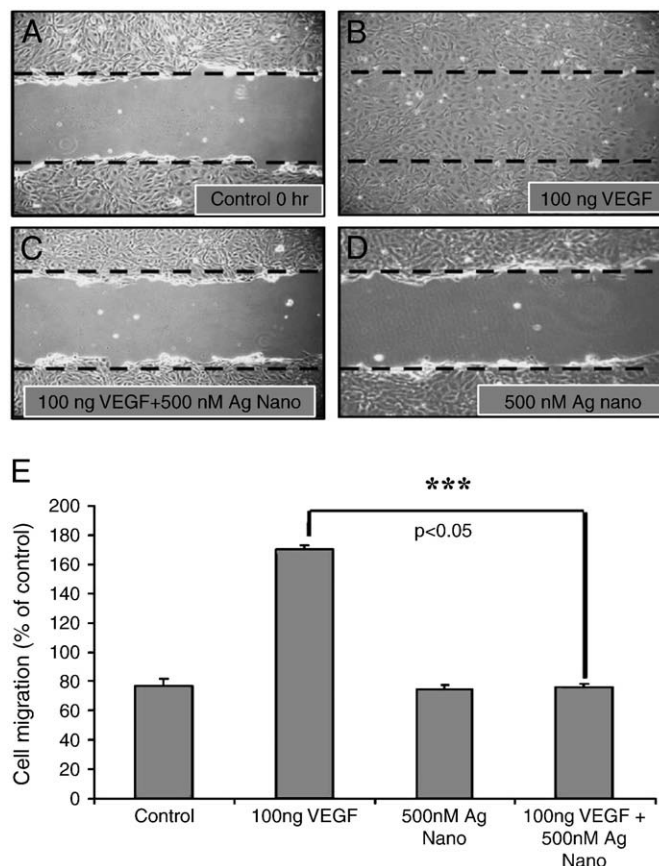 A
Control 0 hr
B
100 ng VEGF
C
100 ng VEGF+500 nM Ag Nano
D
500 nM Ag nano
E
Cell migration (% of control)
200
180
160
140
120
100
80
60
40
20
0
***
p<0.05
Control
100ng VEGF
500nM Ag
Nano
100ng VEGF +
500nM Ag
Nano